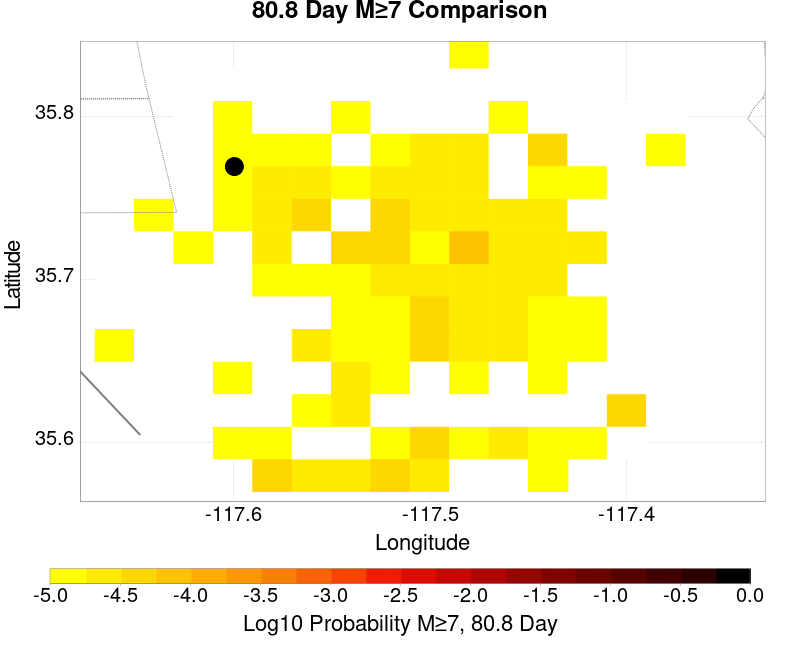 80.8 Day M≥7 Comparison
35.8
35.7
35.6
Latitude
-117.6 -117.5 -117.4
Longitude
-5.0 -4.5 -4.0 -3.5 -3.0 -2.5 -2.0 -1.5 -1.0 -0.5 0.0
Log10 Probability M≥7, 80.8 Day